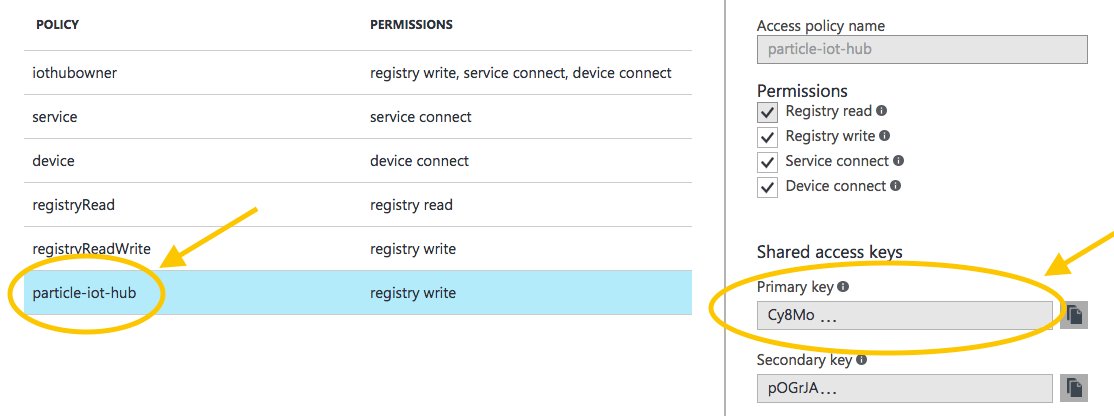 POLICY PERMISSIONS
iothubowner registry write, service connect, device connect
service service connect
device device connect
registryRead registry read
registryReadWrite registry write
particle-iot-hub registry write
Access policy name
particle-iot-hub
Permissions
Registry read
Registry write
Service connect
Device connect
Shared access keys
Primary key
Cy8Mo ...
Secondary key
pOGrJA...